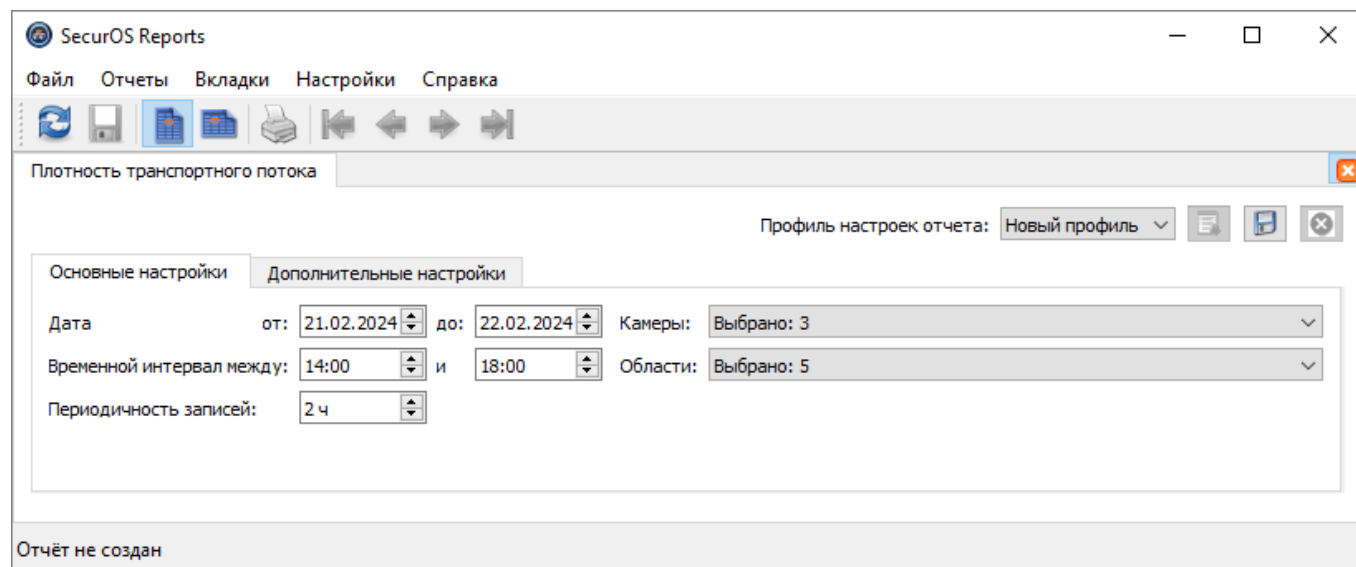 SecurOS Reports
Файл Отчеты Вкладки Настройки Справка
Плотность транспортного потока
Профиль настроек отчета: Новый профиль
Основные настройки Дополнительные настройки
Дата от: 21.02.2024 до: 22.02.2024 Камеры: Выбрано: 3
Временной интервал между: 14:00 и 18:00 Области: Выбрано: 5
Периодичность записей: 2 ч
Отчёт не создан